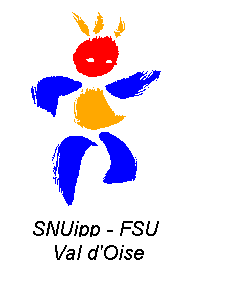 SNUipp - FSU
Val d'Oise